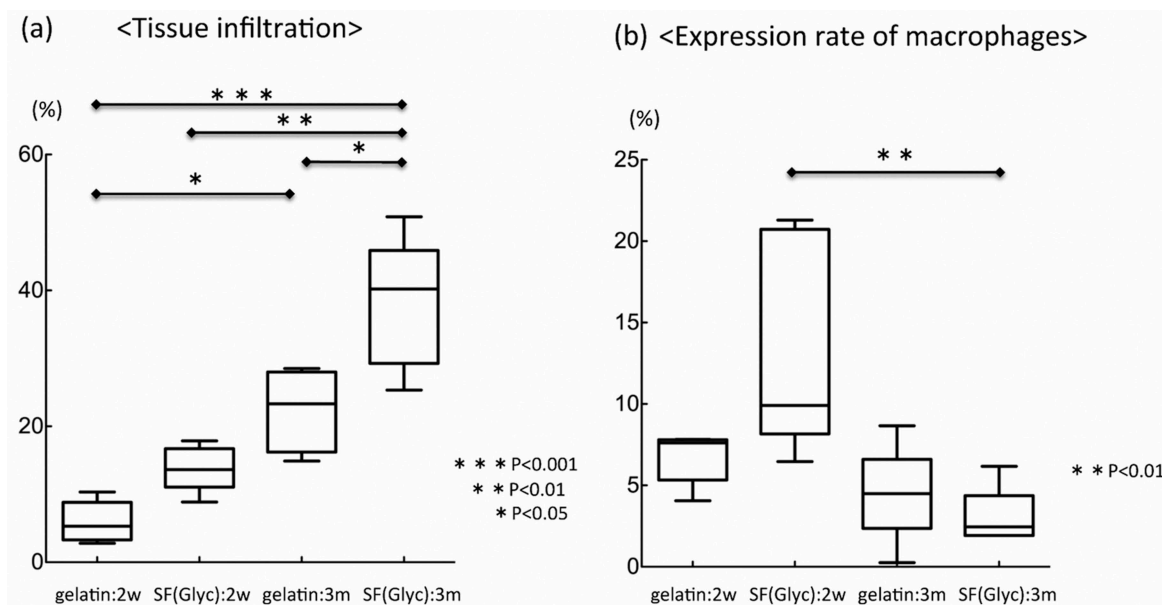 (a) <Tissue infiltration>
(%)
* * *
* *
*
*
60
40
20
0
gelatin:2w SF(Glyc):2w gelatin:3m SF(Glyc):3m
* * * P<0.001
* * P<0.01
* P<0.05
(b) <Expression rate of macrophages>
(%)
* *
25
20
15
10
5
0
gelatin:2w SF(Glyc):2w gelatin:3m SF(Glyc):3m
* * P<0.01